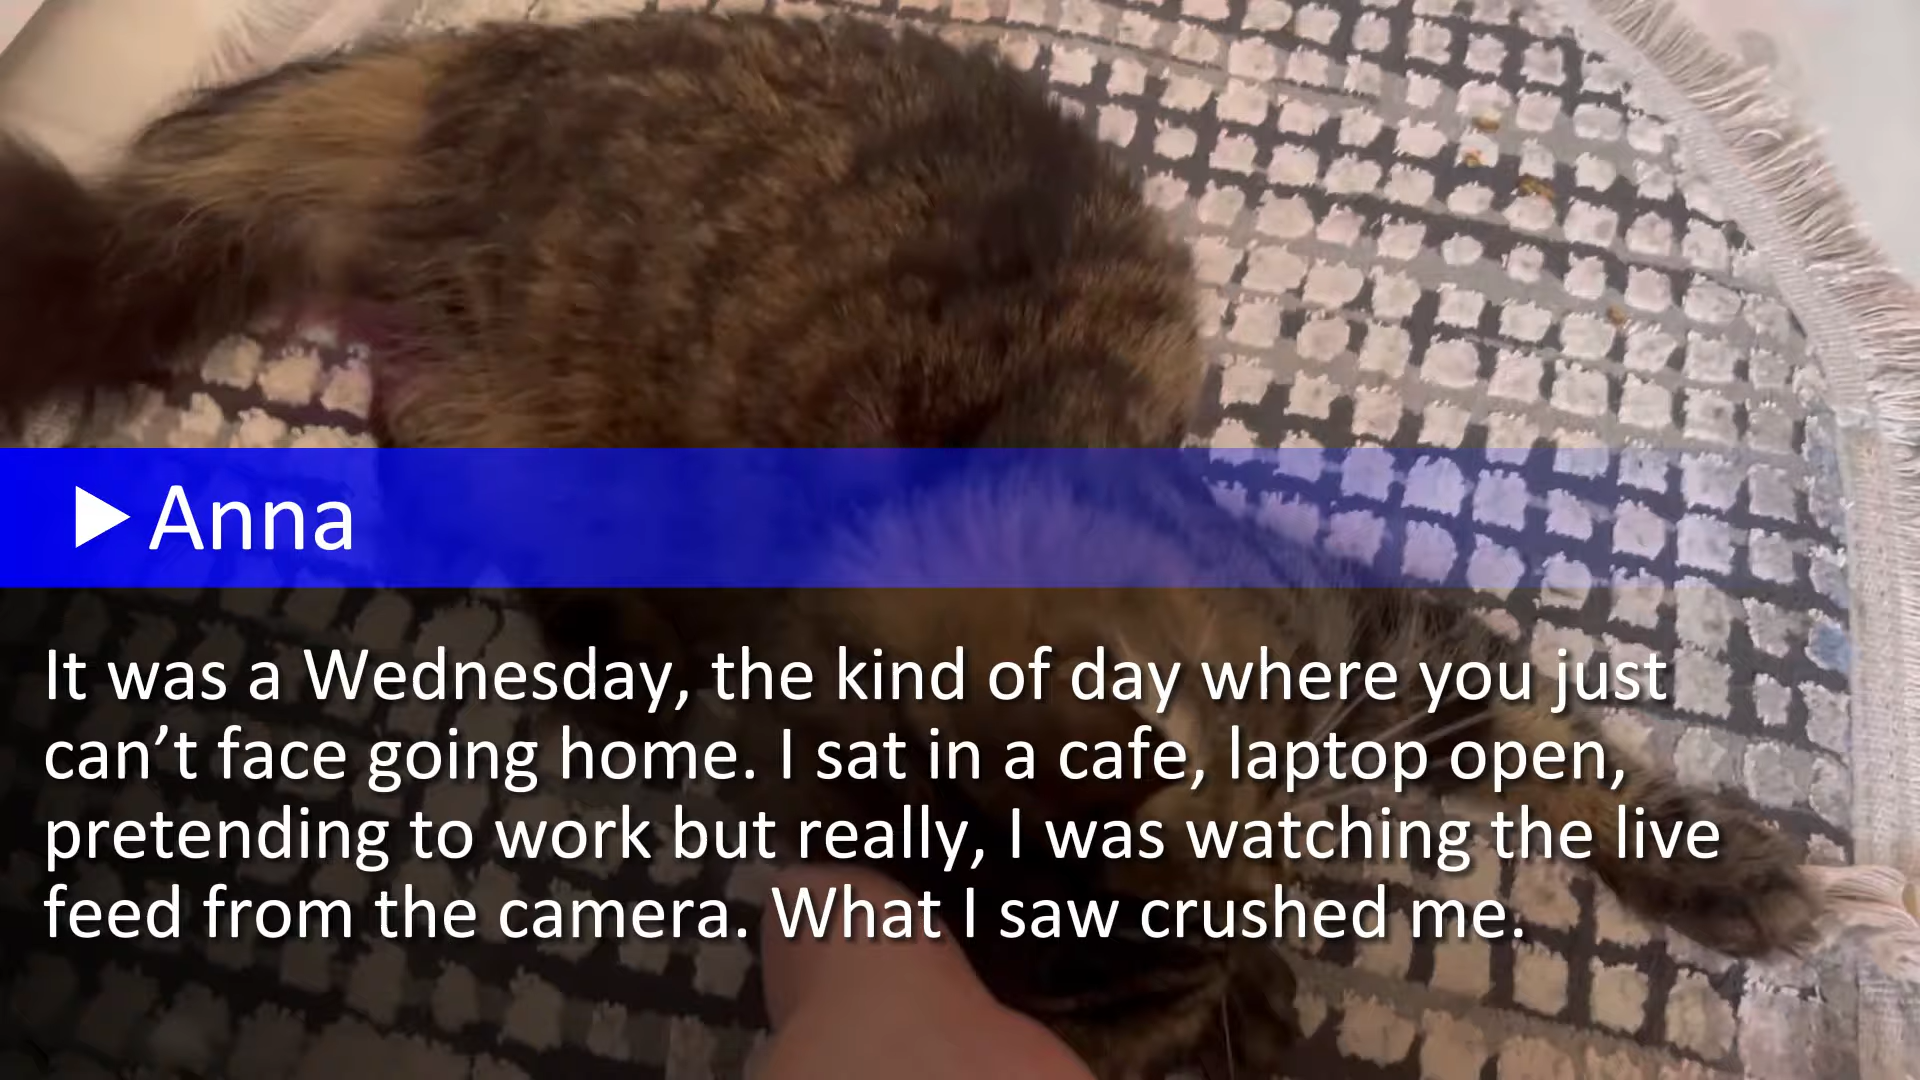 Anna
It was a Wednesday, the kind of day where you just
can’t face going home. I sat in a cafe, laptop open,
pretending to work but really, I was watching the live
feed from the camera. What I saw crushed me.